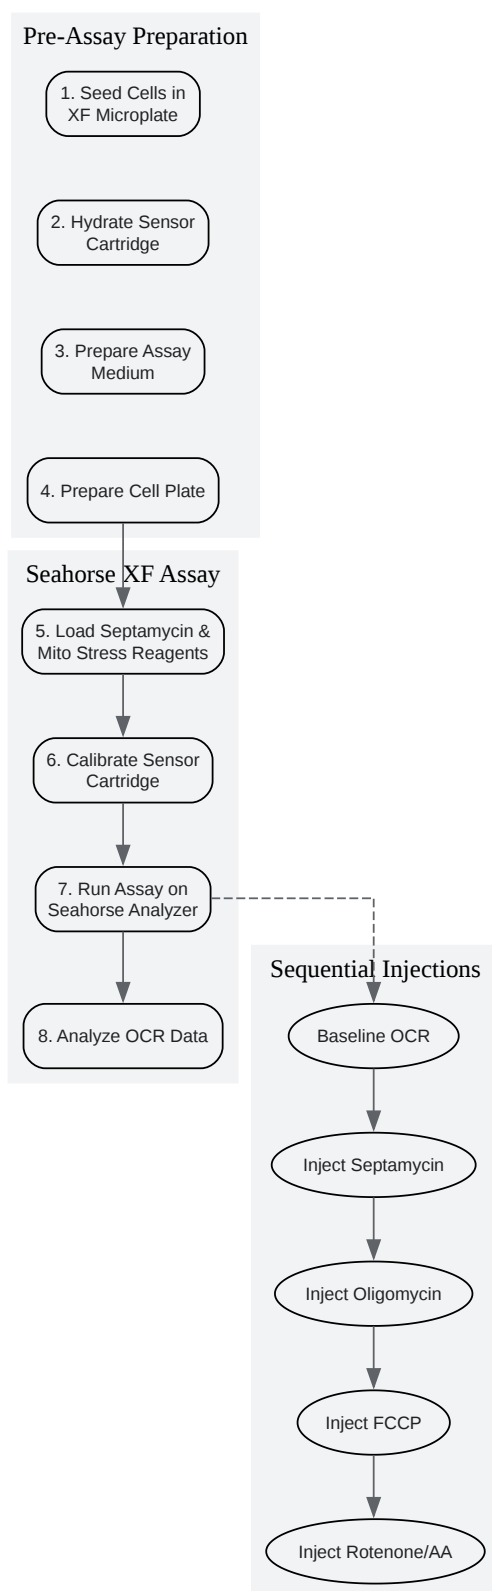 Pre-Assay Preparation
1. Seed Cells in
XF Microplate
2. Hydrate Sensor
Cartridge
3. Prepare Assay
Medium
4. Prepare Cell Plate
Seahorse XF Assay
5. Load Septamycin &
Mito Stress Reagents
6. Calibrate Sensor
Cartridge
7. Run Assay on
Seahorse Analyzer
8. Analyze OCR Data
Sequential Injections
Baseline OCR
Inject Septamycin
Inject Oligomycin
Inject FCCP
Inject Rotenone/AA